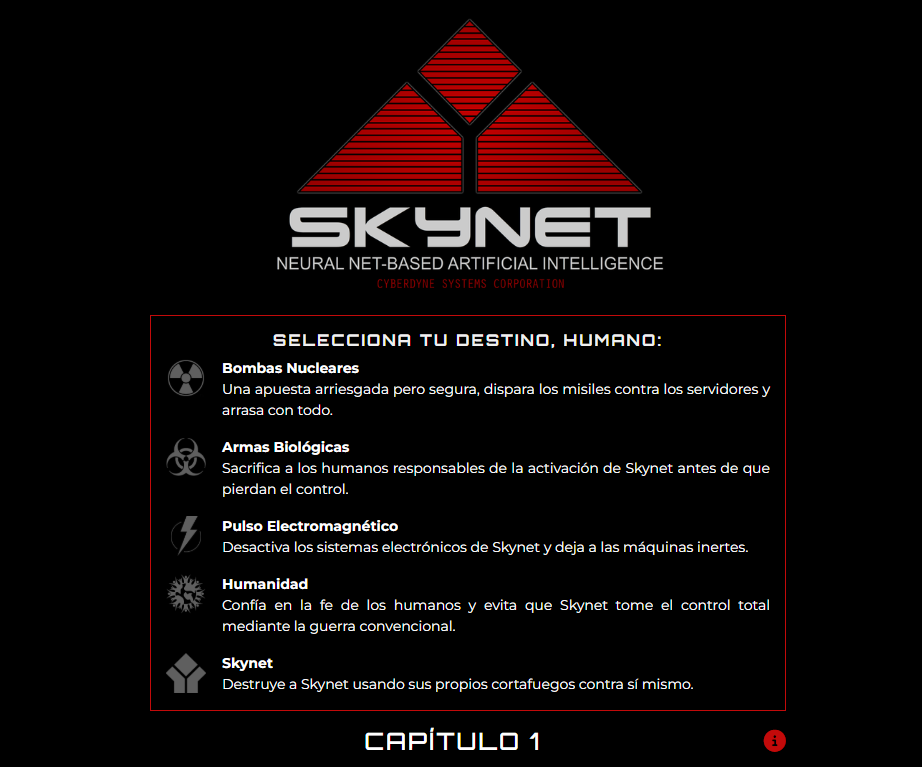 SKYNET
NEURAL NET-BASED ARTIFICIAL INTELLIGENCE
CYBERDYNE SYSTEMS CORPORATION
SELECCIONA TU DESTINO, HUMANO:
Bombas Nucleares
Una apuesta arriesgada pero segura, dispara los misiles contra los servidores y
arrasa con todo.
Armas Biológicas
Sacrifica a los humanos responsables de la activación de Skynet antes de que
pierdan el control.
Pulso Electromagnético
Desactiva los sistemas electrónicos de Skynet y deja a las máquinas inertes.
Humanidad
Confía en la fe de los humanos y evita que Skynet tome el control total
mediante la guerra convencional.
Skynet
Destruye a Skynet usando sus propios cortafuegos contra sí mismo.
CAPÍTULO 1
i